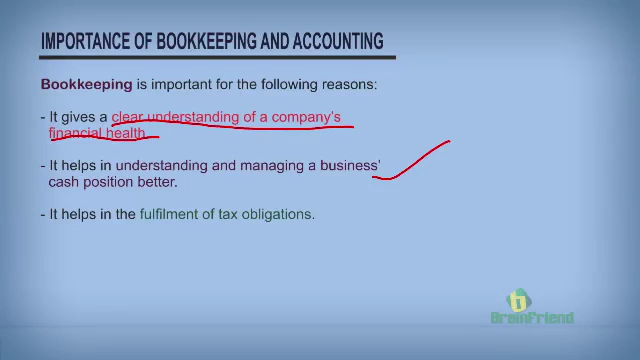 IMPORTANCE OF BOOKKEEPING AND ACCOUNTING
Bookkeeping is important for the following reasons:
- It gives a clear understanding of a company's
financial health.
- It helps in understanding and managing a business'
cash position better.
- It helps in the fulfilment of tax obligations.
BrainFriend